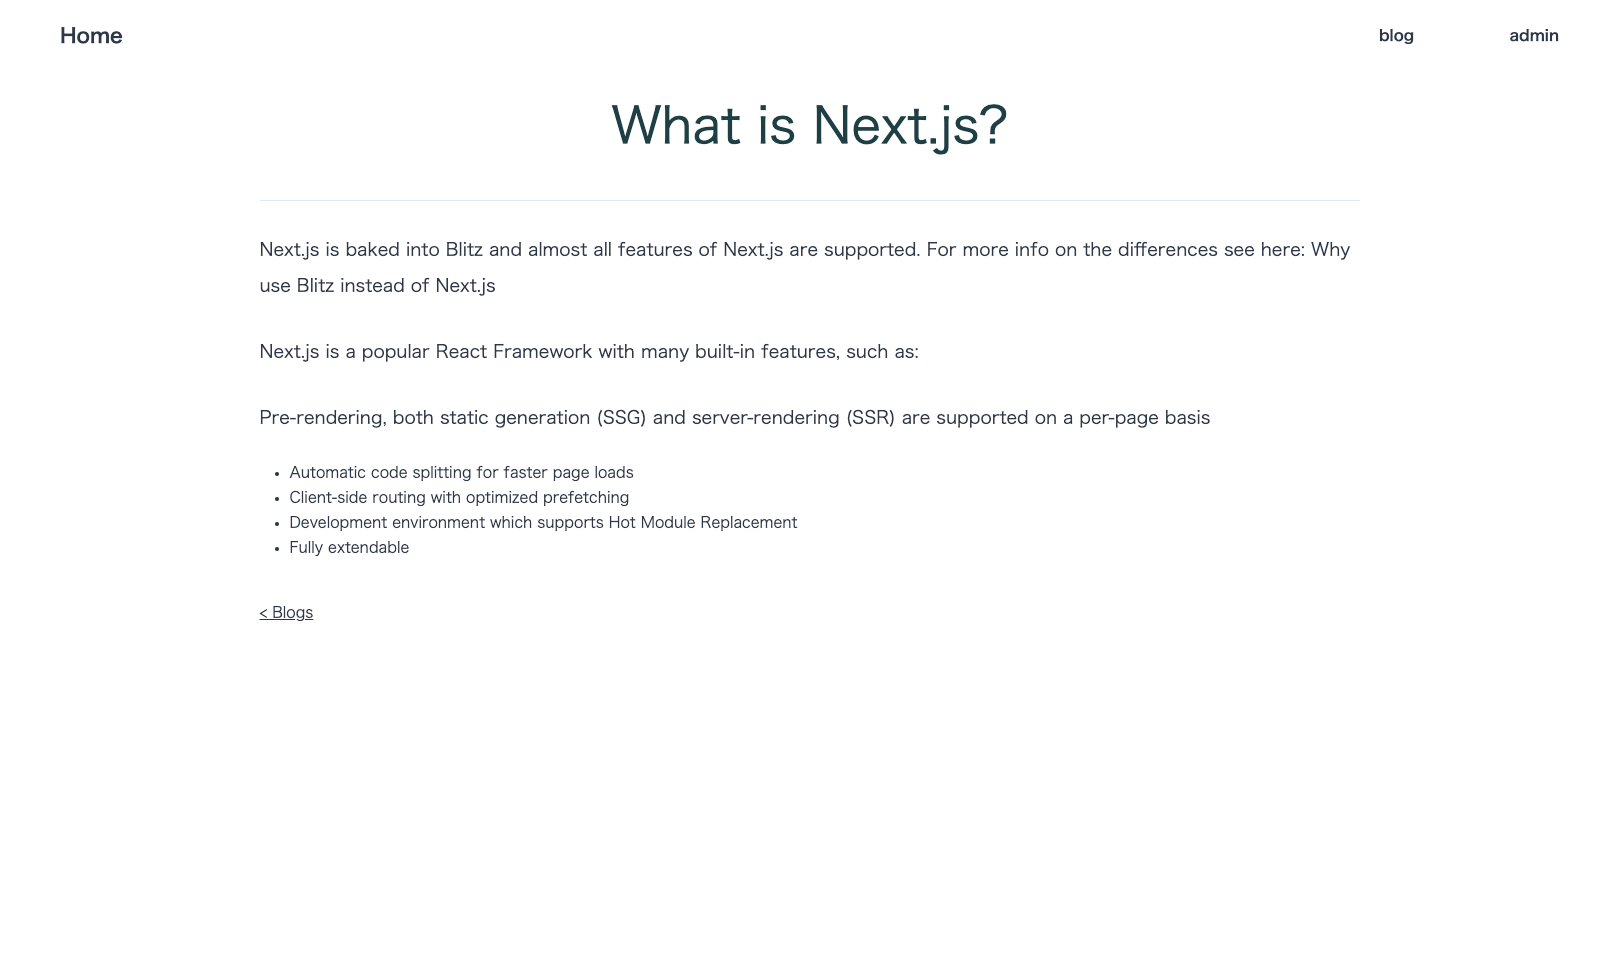 Home
blog
admin
What is Next.js?
Next.js is baked into Blitz and almost all features of Next.js are supported. For more info on the differences see here: Why
use Blitz instead of Next.js
Next.js is a popular React Framework with many built-in features, such as:
Pre-rendering, both static generation (SSG) and server-rendering (SSR) are supported on a per-page basis
• Automatic code splitting for faster page loads
• Client-side routing with optimized prefetching
• Development environment which supports Hot Module Replacement
• Fully extendable
< Blogs